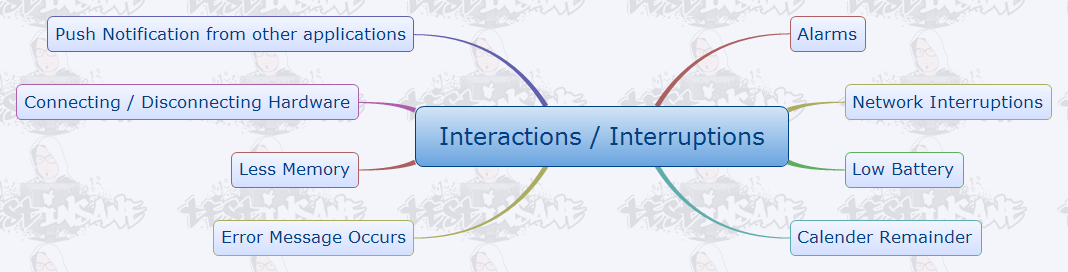 Push Notification from other applications
Alarms
Connecting / Disconnecting Hardware
Network Interruptions
Interactions / Interruptions
Less Memory
Low Battery
Error Message Occurs
Calender Remainder